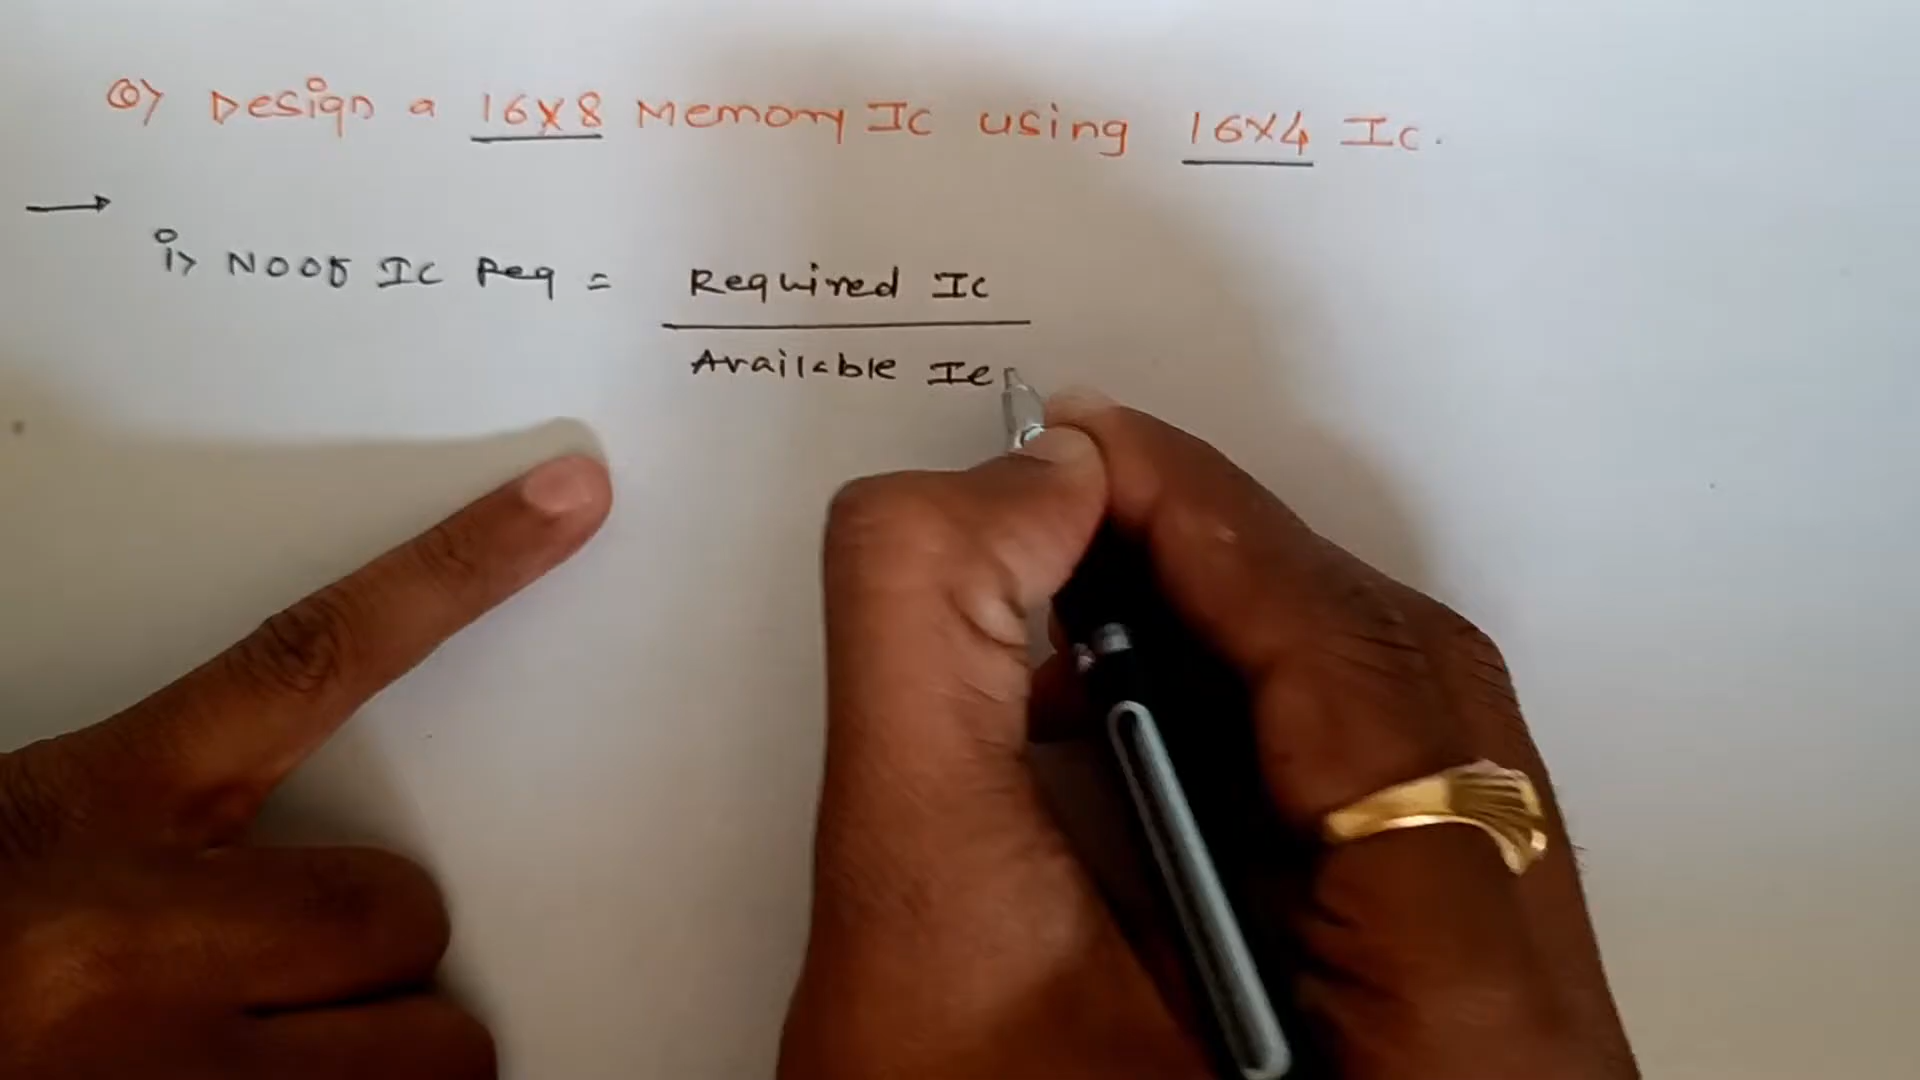 Q) Design a 16X8 Memory Ic using 16X4 Ic.
i) No of Ic Req = Required Ic
Available Ic